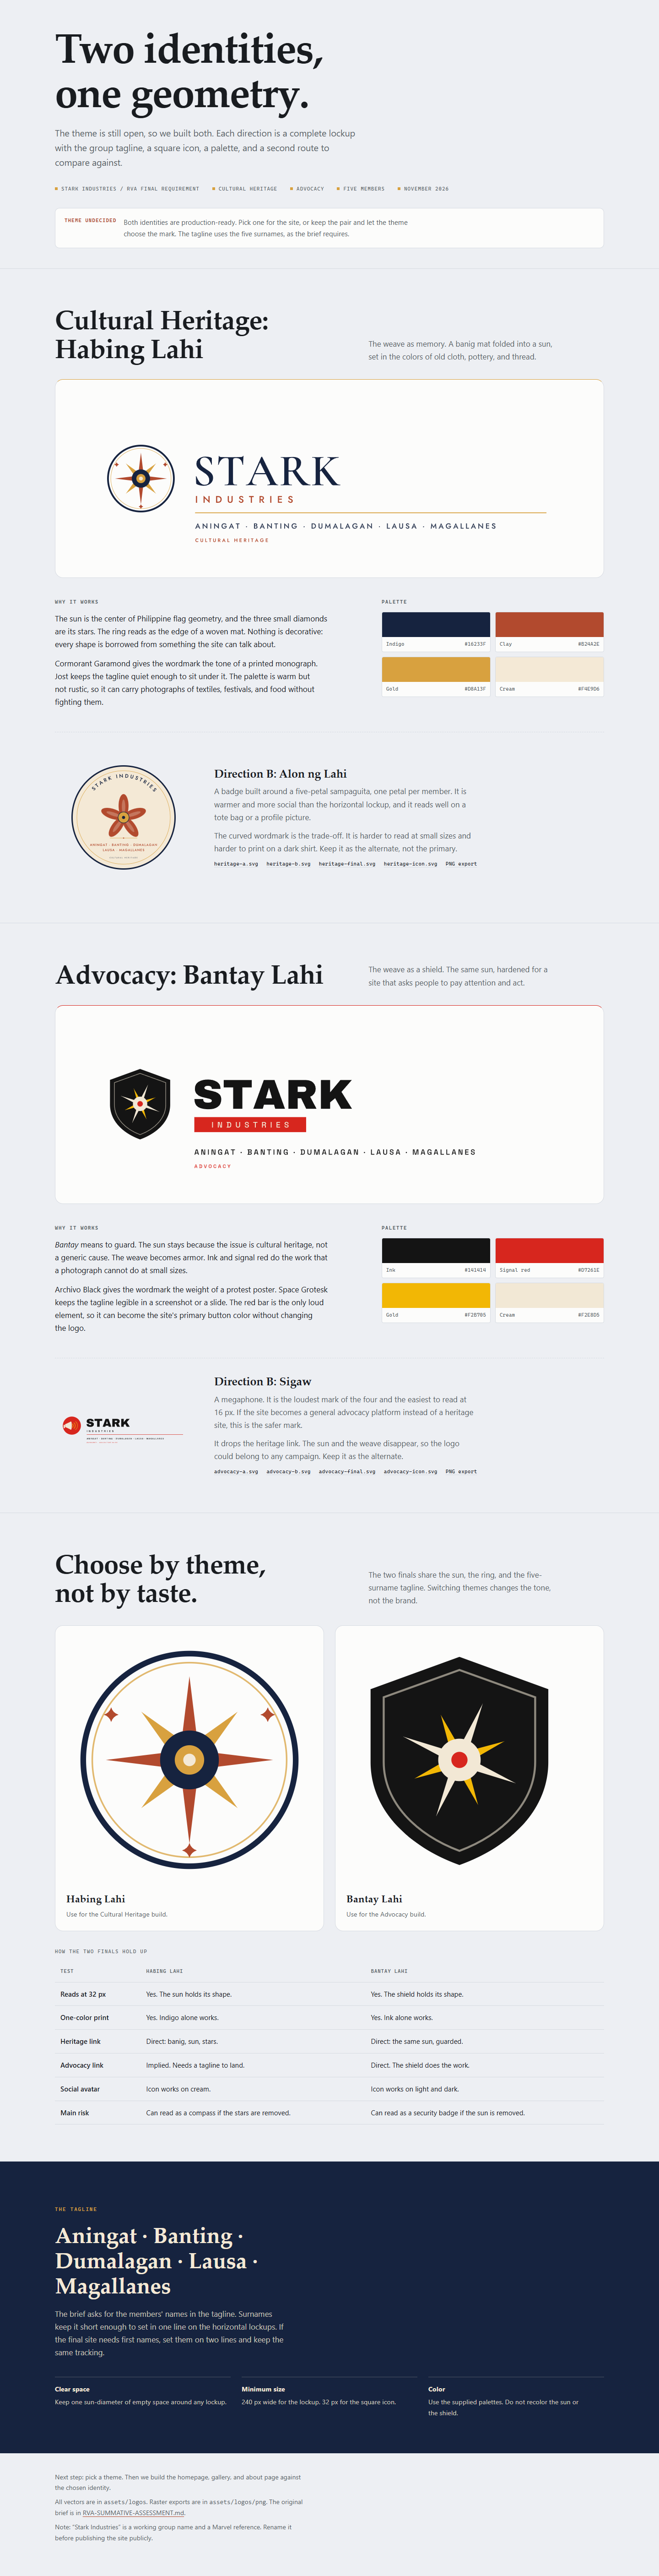 Two identities,
one geometry.
The theme is still open, so we built both. Each direction is a complete lockup
with the group tagline, a square icon, a palette, and a second route to
compare against.
STARK INDUSTRIES / RVA FINAL REQUIREMENT
CULTURAL HERITAGE
ADVOCACY
FIVE MEMBERS
NOVEMBER 2026
THEME UNDECIDED
Both identities are production-ready. Pick one for the site, or keep the pair and let the theme
choose the mark. The tagline uses the five surnames, as the brief requires.
Cultural Heritage:
Habing Lahi
The weave as memory. A banig mat folded into a sun,
set in the colors of old cloth, pottery, and thread.
STARK
INDUSTRIES
ANINGAT · BANTING · DUMALAGAN · LAUSA · MAGALLANES
CULTURAL HERITAGE
WHY IT WORKS
The sun is the center of Philippine flag geometry, and the three small diamonds
are its stars. The ring reads as the edge of a woven mat. Nothing is decorative:
every shape is borrowed from something the site can talk about.
Cormorant Garamond gives the wordmark the tone of a printed monograph.
Jost keeps the tagline quiet enough to sit under it. The palette is warm but
not rustic, so it can carry photographs of textiles, festivals, and food without
fighting them.
PALETTE
Indigo #16233F
Clay #B24A2E
Gold #D8A13F
Cream #F4E9D6
STARK INDUSTRIES
ANINGAT · BANTING · DUMALAGAN
LAUSA · MAGALLANES
Direction B: Alon ng Lahi
A badge built around a five-petal sampaguita, one petal per member. It is
warmer and more social than the horizontal lockup, and it reads well on a
tote bag or a profile picture.
The curved wordmark is the trade-off. It is harder to read at small sizes and
harder to print on a dark shirt. Keep it as the alternate, not the primary.
heritage-a.svg heritage-b.svg heritage-final.svg heritage-icon.svg PNG export
Advocacy: Bantay Lahi
The weave as a shield. The same sun, hardened for a
site that asks people to pay attention and act.
STARK
INDUSTRIES
ANINGAT · BANTING · DUMALAGAN · LAUSA · MAGALLANES
ADVOCACY
WHY IT WORKS
Bantay means to guard. The sun stays because the issue is cultural heritage, not
a generic cause. The weave becomes armor. Ink and signal red do the work that
a photograph cannot do at small sizes.
Archivo Black gives the wordmark the weight of a protest poster. Space Grotesk
keeps the tagline legible in a screenshot or a slide. The red bar is the only loud
element, so it can become the site's primary button color without changing
the logo.
PALETTE
Ink #141414
Signal red #D7261E
Gold #F2B705
Cream #F2E8D5
STARK
INDUSTRIES
ANINGAT · BANTING · DUMALAGAN · LAUSA · MAGALLANES
Direction B: Sigaw
A megaphone. It is the loudest mark of the four and the easiest to read at
16 px. If the site becomes a general advocacy platform instead of a heritage
site, this is the safer mark.
It drops the heritage link. The sun and the weave disappear, so the logo
could belong to any campaign. Keep it as the alternate.
advocacy-a.svg advocacy-b.svg advocacy-final.svg advocacy-icon.svg PNG export
Choose by theme,
not by taste.
The two finals share the sun, the ring, and the five-
surname tagline. Switching themes changes the tone,
not the brand.
Habing Lahi
Use for the Cultural Heritage build.
Bantay Lahi
Use for the Advocacy build.
HOW THE TWO FINALS HOLD UP
TEST HABING LAHI BANTAY LAHI
Reads at 32 px Yes. The sun holds its shape. Yes. The shield holds its shape.
One-color print Yes. Indigo alone works. Yes. Ink alone works.
Heritage link Direct: banig, sun, stars. Direct: the same sun, guarded.
Advocacy link Implied. Needs a tagline to land. Direct. The shield does the work.
Social avatar Icon works on cream. Icon works on light and dark.
Main risk Can read as a compass if the stars are removed. Can read as a security badge if the sun is removed.
THE TAGLINE
Aningat · Banting ·
Dumalagan · Lausa ·
Magallanes
The brief asks for the members' names in the tagline. Surnames
keep it short enough to set in one line on the horizontal lockups. If
the final site needs first names, set them on two lines and keep the
same tracking.
Clear space
Keep one sun-diameter of empty space around any lockup.
Minimum size
240 px wide for the lockup. 32 px for the square icon.
Color
Use the supplied palettes. Do not recolor the sun or
the shield.
Next step: pick a theme. Then we build the homepage, gallery, and about page against
the chosen identity.
All vectors are in assets/logos. Raster exports are in assets/logos/png. The original
brief is in RVA-SUMMATIVE-ASSESSMENT.md.
Note: "Stark Industries" is a working group name and a Marvel reference. Rename it
before publishing the site publicly.